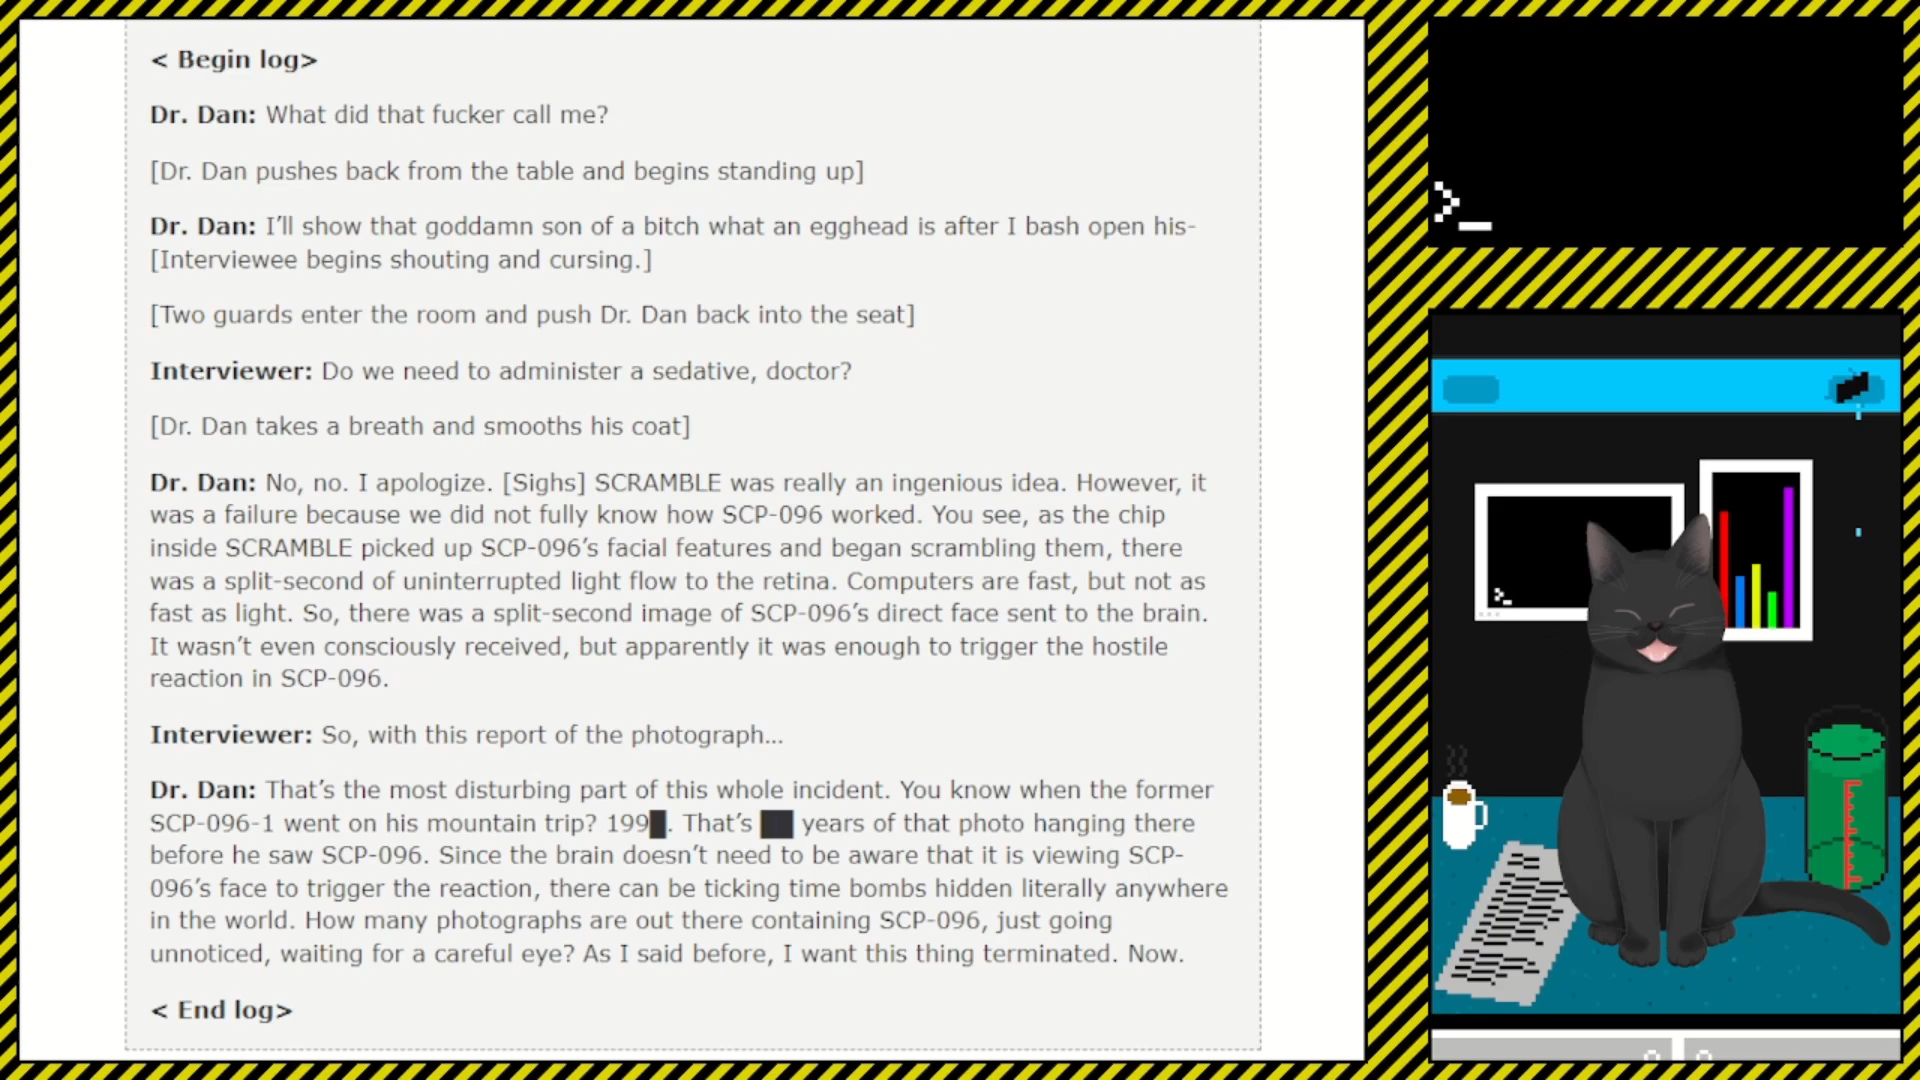 < Begin log>
Dr. Dan: What did that fucker call me?
[Dr. Dan pushes back from the table and begins standing up]
Dr. Dan: I’ll show that goddamn son of a bitch what an egghead is after I bash open his-
[Interviewee begins shouting and cursing.]
[Two guards enter the room and push Dr. Dan back into the seat]
Interviewer: Do we need to administer a sedative, doctor?
[Dr. Dan takes a breath and smooths his coat]
Dr. Dan: No, no. I apologize. [Sighs] SCRAMBLE was really an ingenious idea. However, it
was a failure because we did not fully know how SCP-096 worked. You see, as the chip
inside SCRAMBLE picked up SCP-096’s facial features and began scrambling them, there
was a split-second of uninterrupted light flow to the retina. Computers are fast, but not as
fast as light. So, there was a split-second image of SCP-096’s direct face sent to the brain.
It wasn’t even consciously received, but apparently it was enough to trigger the hostile
reaction in SCP-096.
Interviewer: So, with this report of the photograph…
Dr. Dan: That’s the most disturbing part of this whole incident. You know when the former
SCP-096-1 went on his mountain trip? 199█. That’s ██ years of that photo hanging there
before he saw SCP-096. Since the brain doesn’t need to be aware that it is viewing SCP-
096’s face to trigger the reaction, there can be ticking time bombs hidden literally anywhere
in the world. How many photographs are out there containing SCP-096, just going
unnoticed, waiting for a careful eye? As I said before, I want this thing terminated. Now.
< End log>
>_
>_